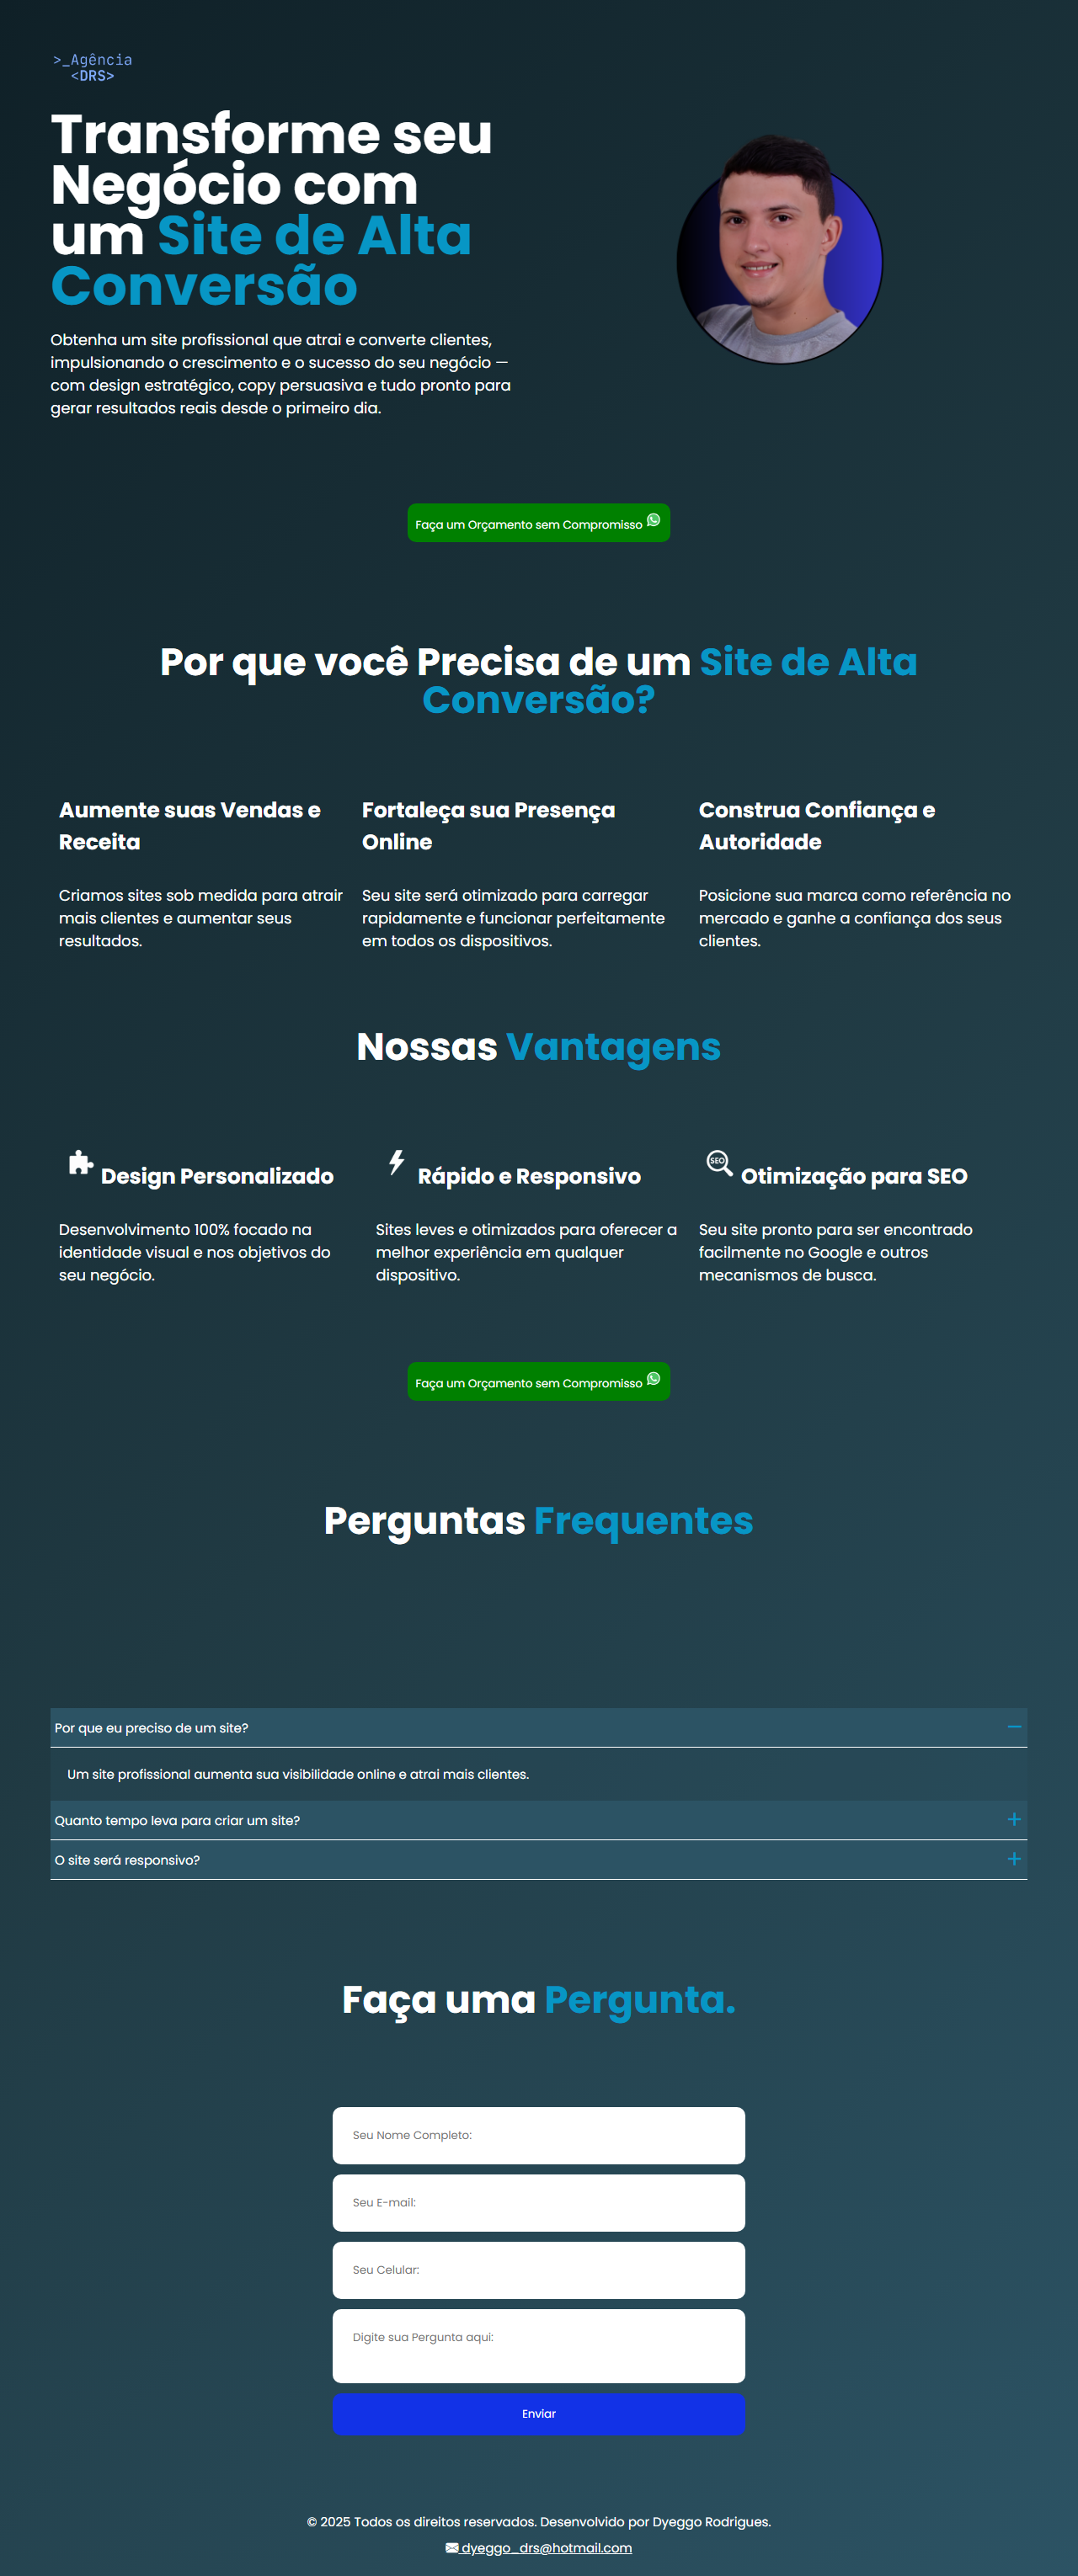 >_Agência
<DRS>
Transforme seu
Negócio com
um Site de Alta
Conversão
Obtenha um site profissional que atrai e converte clientes,
impulsionando o crescimento e o sucesso do seu negócio —
com design estratégico, copy persuasiva e tudo pronto para
gerar resultados reais desde o primeiro dia.
Faça um Orçamento sem Compromisso
Por que você Precisa de um Site de Alta
Conversão?
Aumente suas Vendas e
Receita
Criamos sites sob medida para atrair
mais clientes e aumentar seus
resultados.
Fortaleça sua Presença
Online
Seu site será otimizado para carregar
rapidamente e funcionar perfeitamente
em todos os dispositivos.
Construa Confiança e
Autoridade
Posicione sua marca como referência no
mercado e ganhe a confiança dos seus
clientes.
Nossas Vantagens
Design Personalizado
Desenvolvimento 100% focado na
identidade visual e nos objetivos do
seu negócio.
Rápido e Responsivo
Sites leves e otimizados para oferecer a
melhor experiência em qualquer
dispositivo.
SEO
Otimização para SEO
Seu site pronto para ser encontrado
facilmente no Google e outros
mecanismos de busca.
Faça um Orçamento sem Compromisso
Perguntas Frequentes
Por que eu preciso de um site?
Um site profissional aumenta sua visibilidade online e atrai mais clientes.
Quanto tempo leva para criar um site?
O site será responsivo?
Faça uma Pergunta.
Seu Nome Completo:
Seu E-mail:
Seu Celular:
Digite sua Pergunta aqui:
Enviar
© 2025 Todos os direitos reservados. Desenvolvido por Dyeggo Rodrigues.
dyeggo_drs@hotmail.com